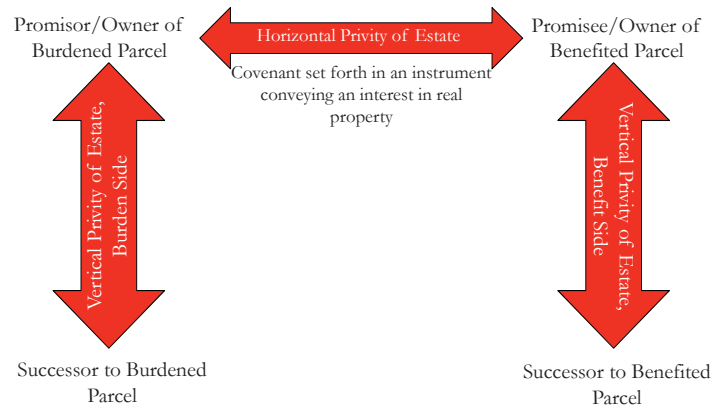 Promisor/Owner of
Burdened Parcel
Horizontal Privity of Estate
Promisee/Owner of
Benefited Parcel
Covenant set forth in an instrument
conveying an interest in real
property
Vertical Privity of Estate,
Burden Side
Vertical Privity of Estate,
Benefit Side
Successor to Burdened
Parcel
Successor to Benefited
Parcel